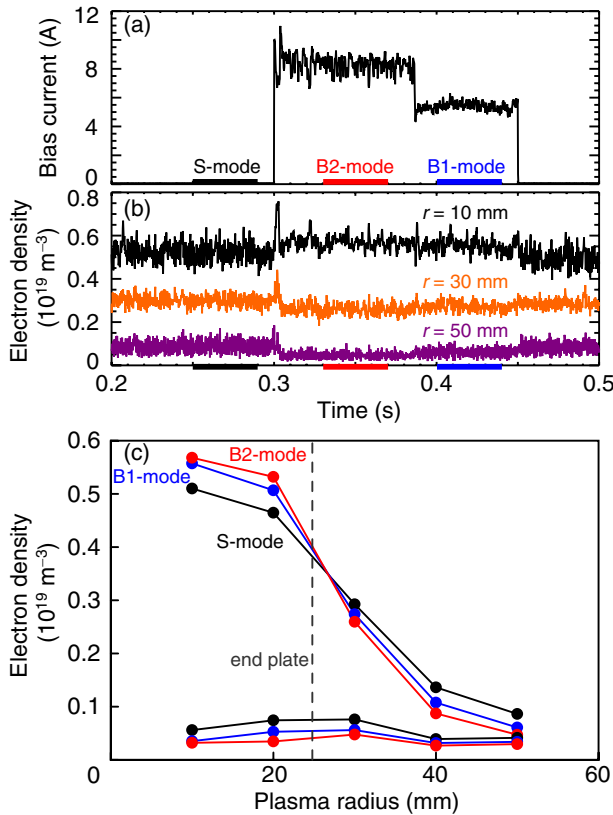 (a)
Bias current (A)
12
8
4
0
S-mode
B2-mode
B1-mode
(b)
Electron density
(10¹⁹ m⁻³)
0.8
0.6
0.4
0.2
0
r = 10 mm
r = 30 mm
r = 50 mm
0.2
0.3
0.4
0.5
Time (s)
(c)
Electron density
(10¹⁹ m⁻³)
0.6
0.5
0.4
0.3
0.2
0.1
0
B2-mode
B1-mode
S-mode
end plate
20
40
60
Plasma radius (mm)